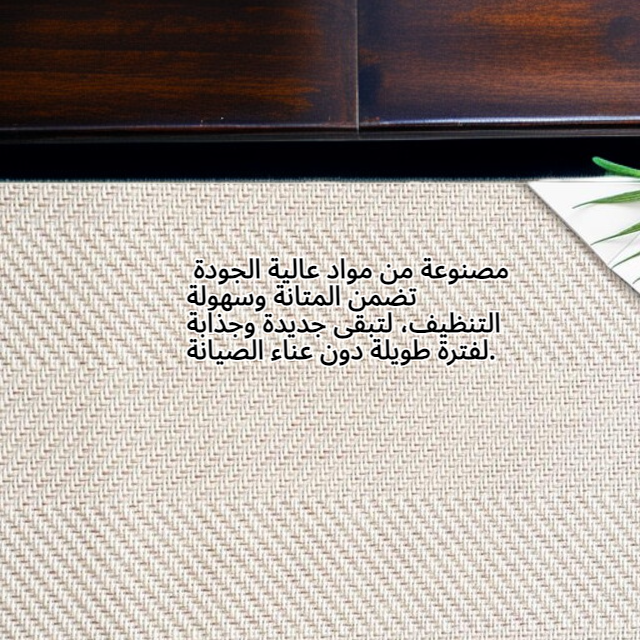 مصنوعة من مواد عالية الجودة
تضمن المتانة وسهولة
التنظيف، لتبقى جديدة وجذابة
لفترة طويلة دون عناء الصيانة.